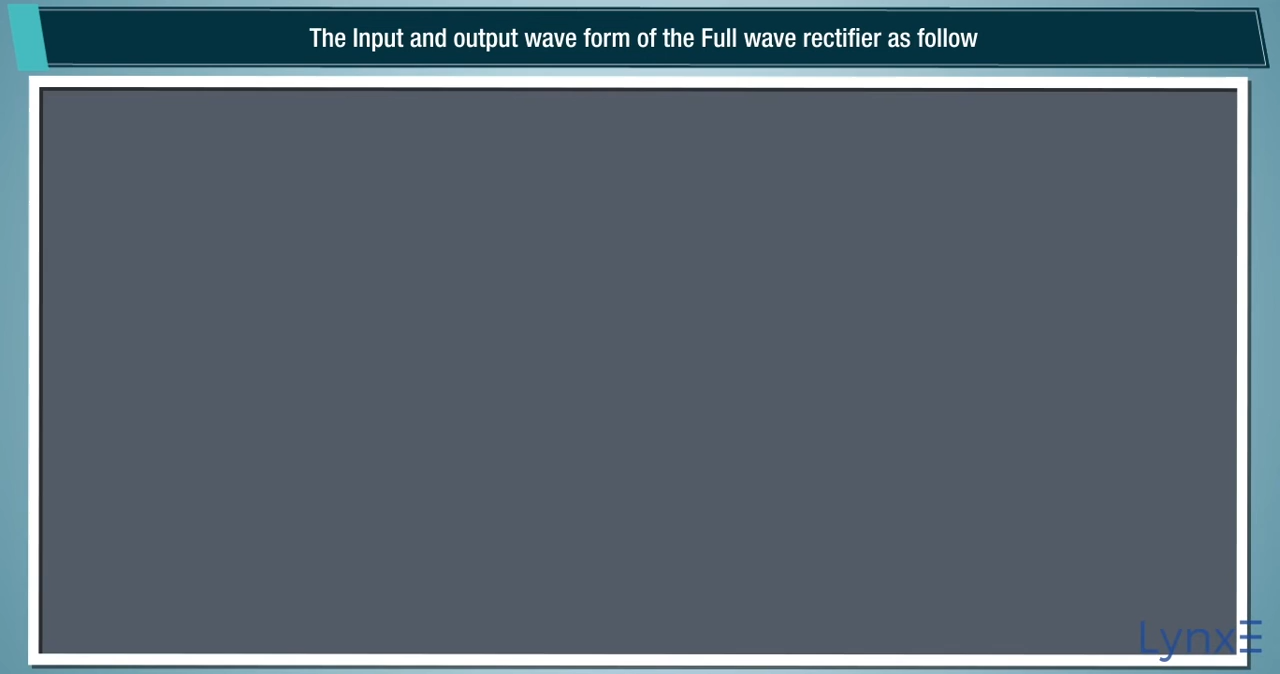 The Input and output wave form of the Full wave rectifier as follow
LynxE